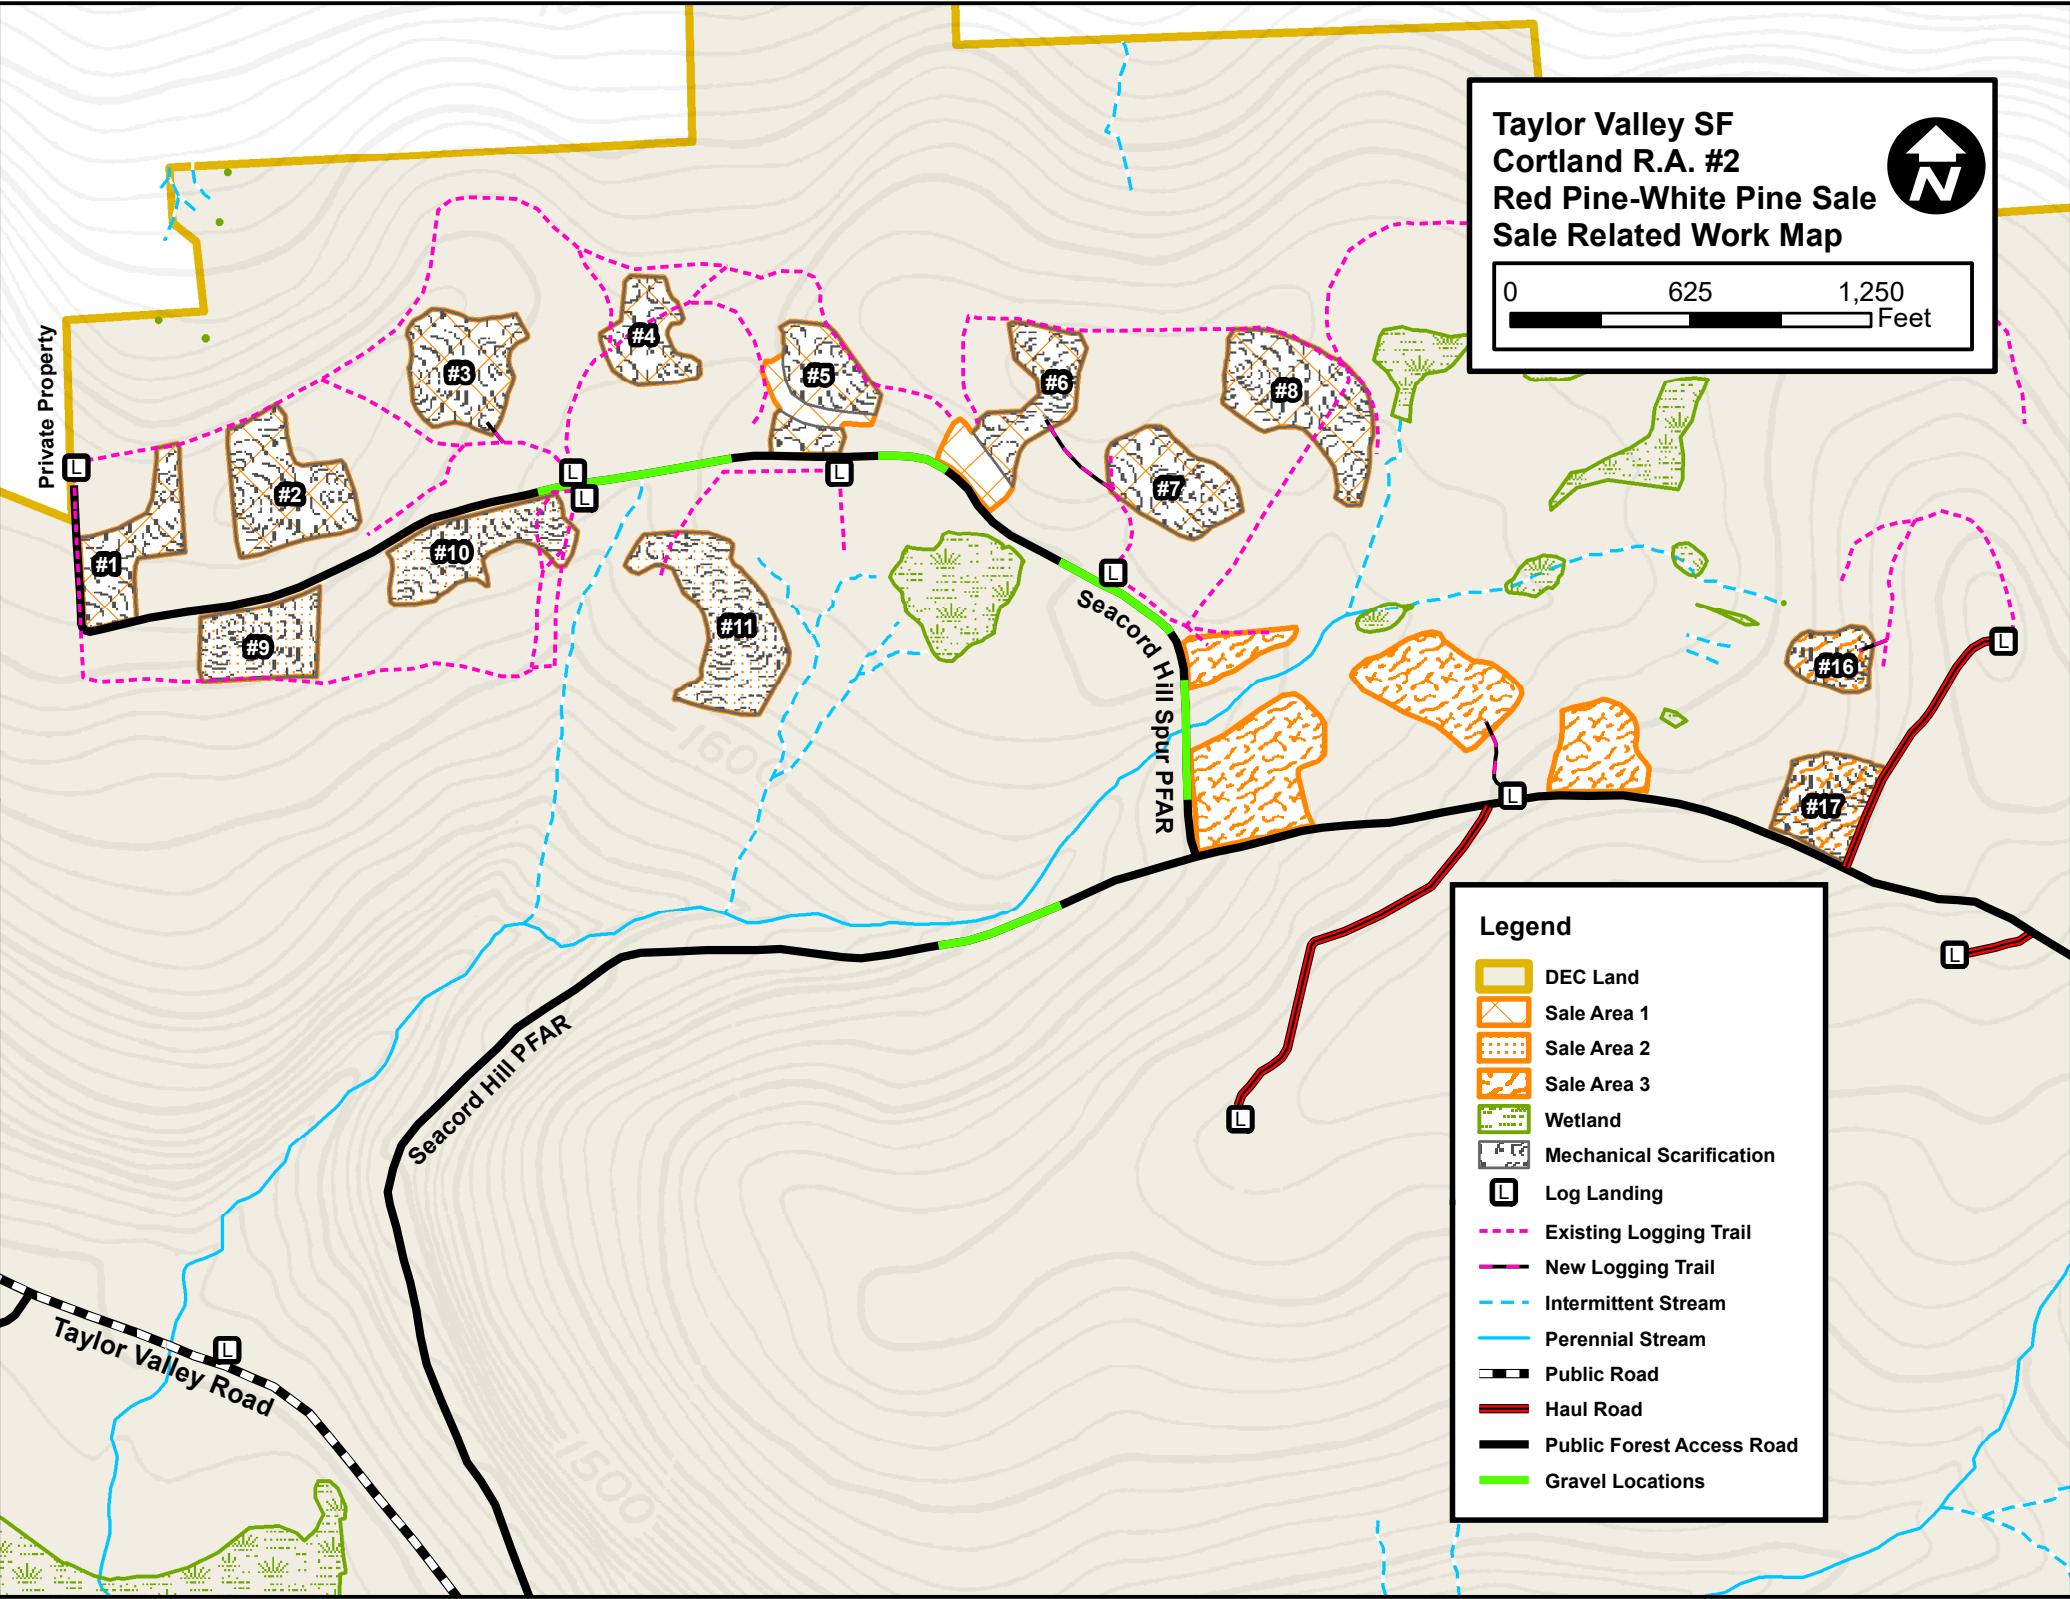 Taylor Valley SF
Cortland R.A. #2
Red Pine-White Pine Sale
Sale Related Work Map
N
0 625 1,250
Feet
Private Property
#1
#2
#3
#4
#5
#6
#7
#8
#9
#10
#11
#16
#17
L
L
L
L
L
L
L
L
L
L
Seacord Hill Spur PFAR
1600
Seacord Hill PFAR
Taylor Valley Road
1500
Legend
DEC Land
Sale Area 1
Sale Area 2
Sale Area 3
Wetland
Mechanical Scarification
L Log Landing
Existing Logging Trail
New Logging Trail
Intermittent Stream
Perennial Stream
Public Road
Haul Road
Public Forest Access Road
Gravel Locations